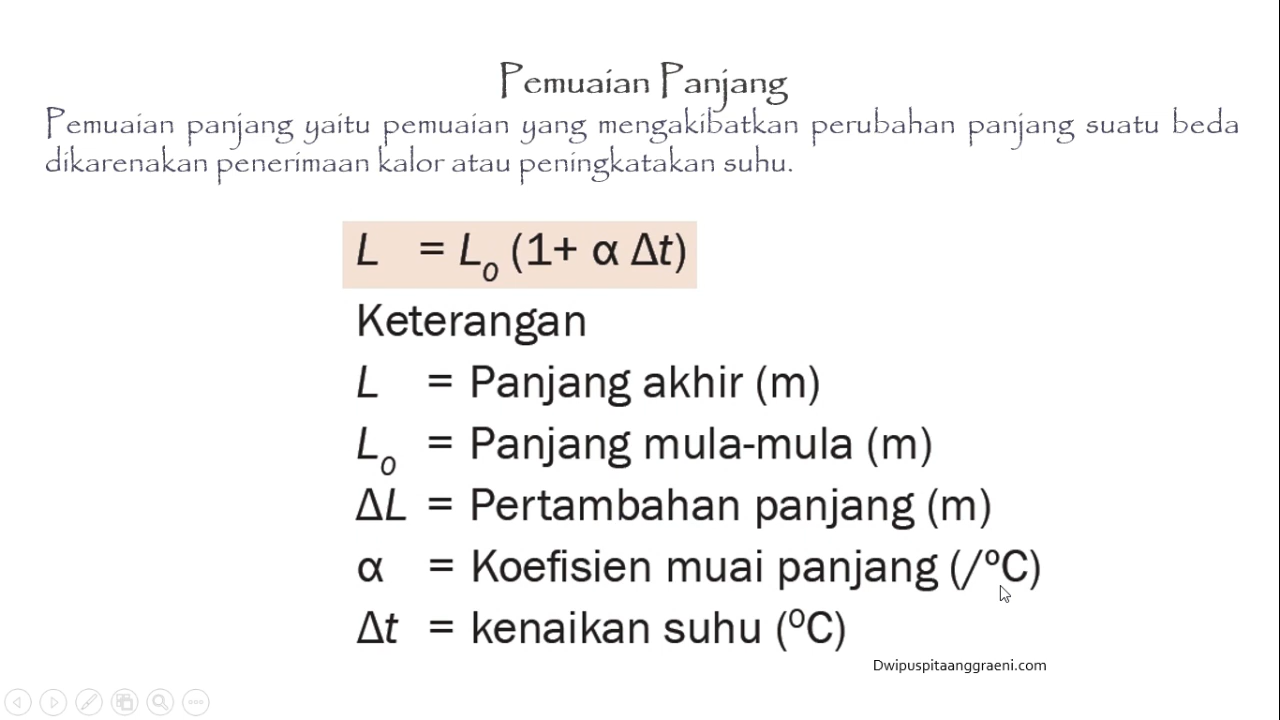 Pemuaian Panjang
Pemuaian panjang yaitu pemuaian yang mengakibatkan perubahan panjang suatu beda
dikarenakan penerimaan kalor atau peningkatakan suhu.
L = L₀ (1+ α Δt)
Keterangan
L = Panjang akhir (m)
L₀ = Panjang mula-mula (m)
ΔL = Pertambahan panjang (m)
α = Koefisien muai panjang (/ºC)
Δt = kenaikan suhu (⁰C)
Dwipuspitaanggraeni.com